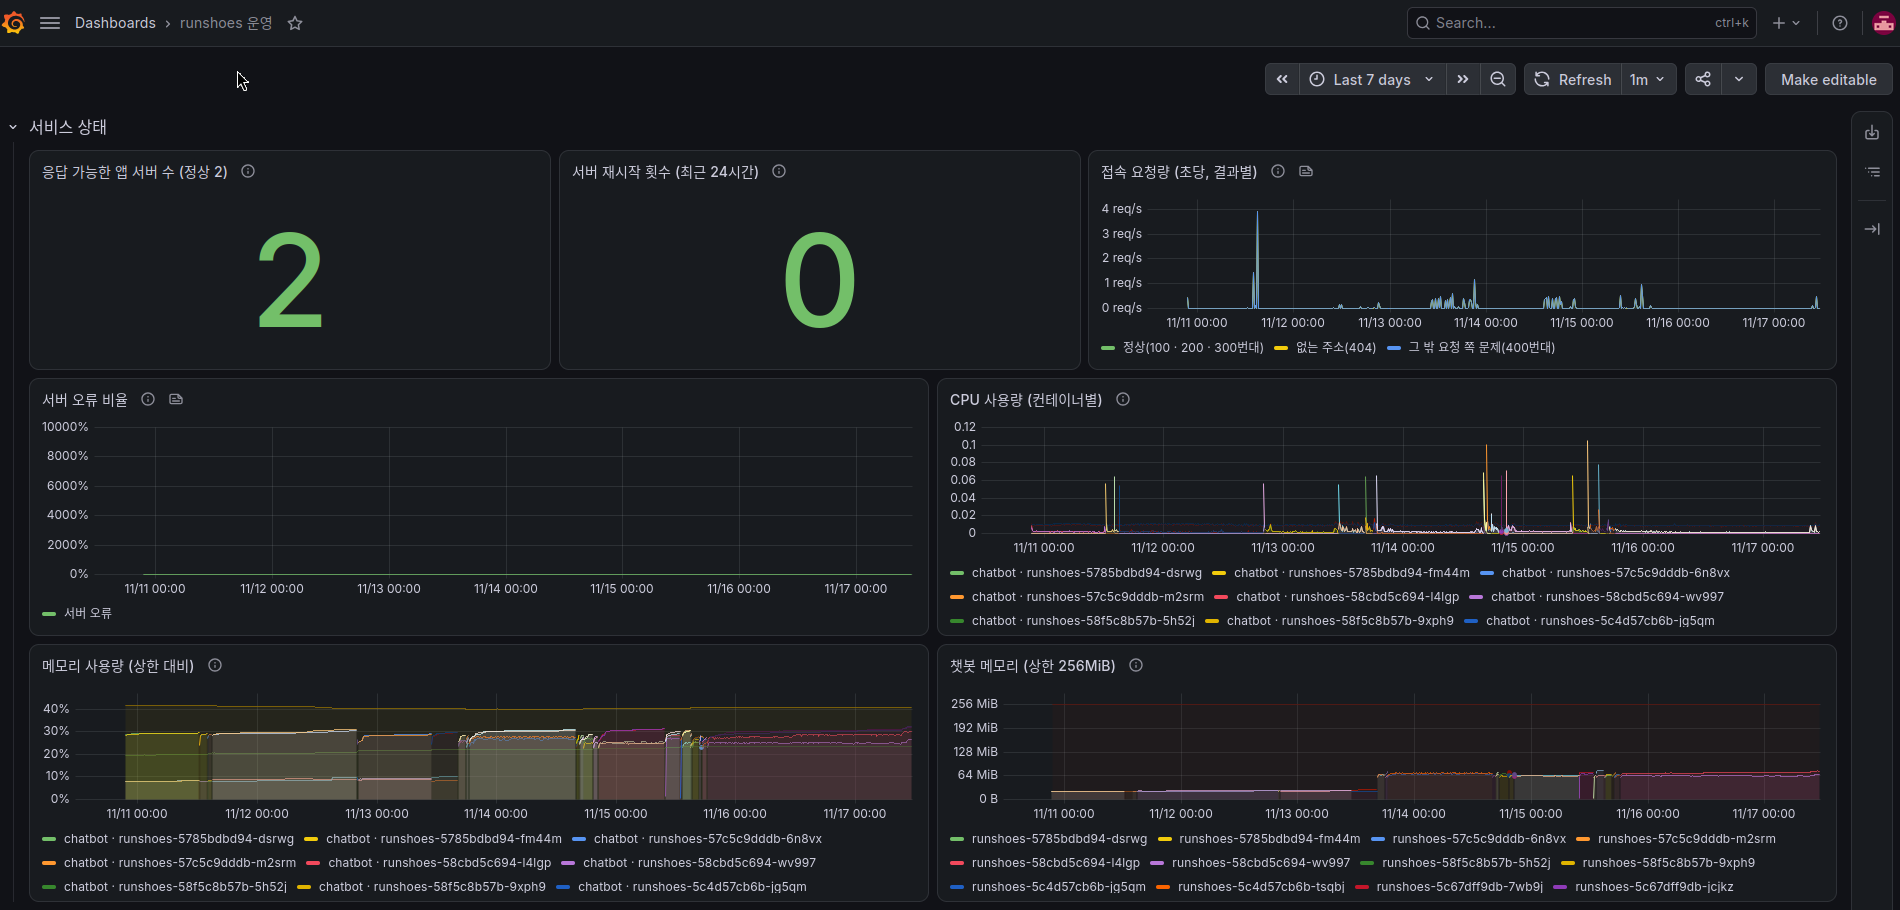 Dashboards › runshoes 운영
Search... ctrl+k
Last 7 days
Refresh 1m
Make editable
서비스 상태
응답 가능한 앱 서버 수 (정상 2)
2
서버 재시작 횟수 (최근 24시간)
0
접속 요청량 (초당, 결과별)
4 req/s
3 req/s
2 req/s
1 req/s
0 req/s
11/11 00:00 11/12 00:00 11/13 00:00 11/14 00:00 11/15 00:00 11/16 00:00 11/17 00:00
정상(100 · 200 · 300번대) 없는 주소(404) 그 밖 요청 쪽 문제(400번대)
서버 오류 비율
10000%
8000%
6000%
4000%
2000%
0%
11/11 00:00 11/12 00:00 11/13 00:00 11/14 00:00 11/15 00:00 11/16 00:00 11/17 00:00
서버 오류
CPU 사용량 (컨테이너별)
0.12
0.1
0.08
0.06
0.04
0.02
0
11/11 00:00 11/12 00:00 11/13 00:00 11/14 00:00 11/15 00:00 11/16 00:00 11/17 00:00
chatbot · runshoes-5785bdbd94-dsrwg chatbot · runshoes-5785bdbd94-fm44m chatbot · runshoes-57c5c9dddb-6n8vx
chatbot · runshoes-57c5c9dddb-m2srm chatbot · runshoes-58cbd5c694-l4lgp chatbot · runshoes-58cbd5c694-wv997
chatbot · runshoes-58f5c8b57b-5h52j chatbot · runshoes-58f5c8b57b-9xph9 chatbot · runshoes-5c4d57cb6b-jg5qm
메모리 사용량 (상한 대비)
40%
30%
20%
10%
0%
11/11 00:00 11/12 00:00 11/13 00:00 11/14 00:00 11/15 00:00 11/16 00:00 11/17 00:00
chatbot · runshoes-5785bdbd94-dsrwg chatbot · runshoes-5785bdbd94-fm44m chatbot · runshoes-57c5c9dddb-6n8vx
chatbot · runshoes-57c5c9dddb-m2srm chatbot · runshoes-58cbd5c694-l4lgp chatbot · runshoes-58cbd5c694-wv997
chatbot · runshoes-58f5c8b57b-5h52j chatbot · runshoes-58f5c8b57b-9xph9 chatbot · runshoes-5c4d57cb6b-jg5qm
챗봇 메모리 (상한 256MiB)
256 MiB
192 MiB
128 MiB
64 MiB
0 B
11/11 00:00 11/12 00:00 11/13 00:00 11/14 00:00 11/15 00:00 11/16 00:00 11/17 00:00
runshoes-5785bdbd94-dsrwg runshoes-5785bdbd94-fm44m runshoes-57c5c9dddb-6n8vx runshoes-57c5c9dddb-m2srm
runshoes-58cbd5c694-l4lgp runshoes-58cbd5c694-wv997 runshoes-58f5c8b57b-5h52j runshoes-58f5c8b57b-9xph9
runshoes-5c4d57cb6b-jg5qm runshoes-5c4d57cb6b-tsqbj runshoes-5c67dff9db-7wb9j runshoes-5c67dff9db-jcjkz